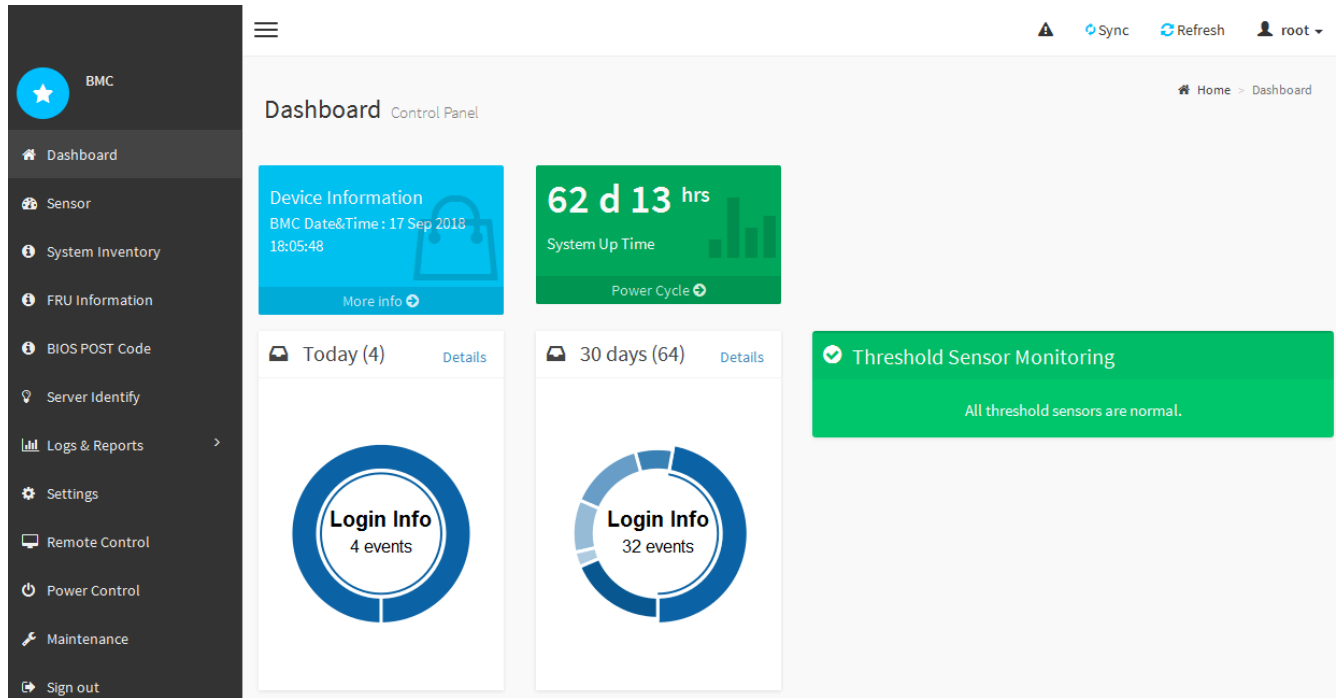 BMC
Dashboard
Sensor
System Inventory
FRU Information
BIOS POST Code
Server Identify
Logs & Reports
Settings
Remote Control
Power Control
Maintenance
Sign out
Sync Refresh root
Dashboard Control Panel
Home > Dashboard
Device Information
BMC Date&Time : 17 Sep 2018
18:05:48
More info
62 d 13 hrs
System Up Time
Power Cycle
Today (4) Details
Login Info
4 events
30 days (64) Details
Login Info
32 events
Threshold Sensor Monitoring
All threshold sensors are normal.